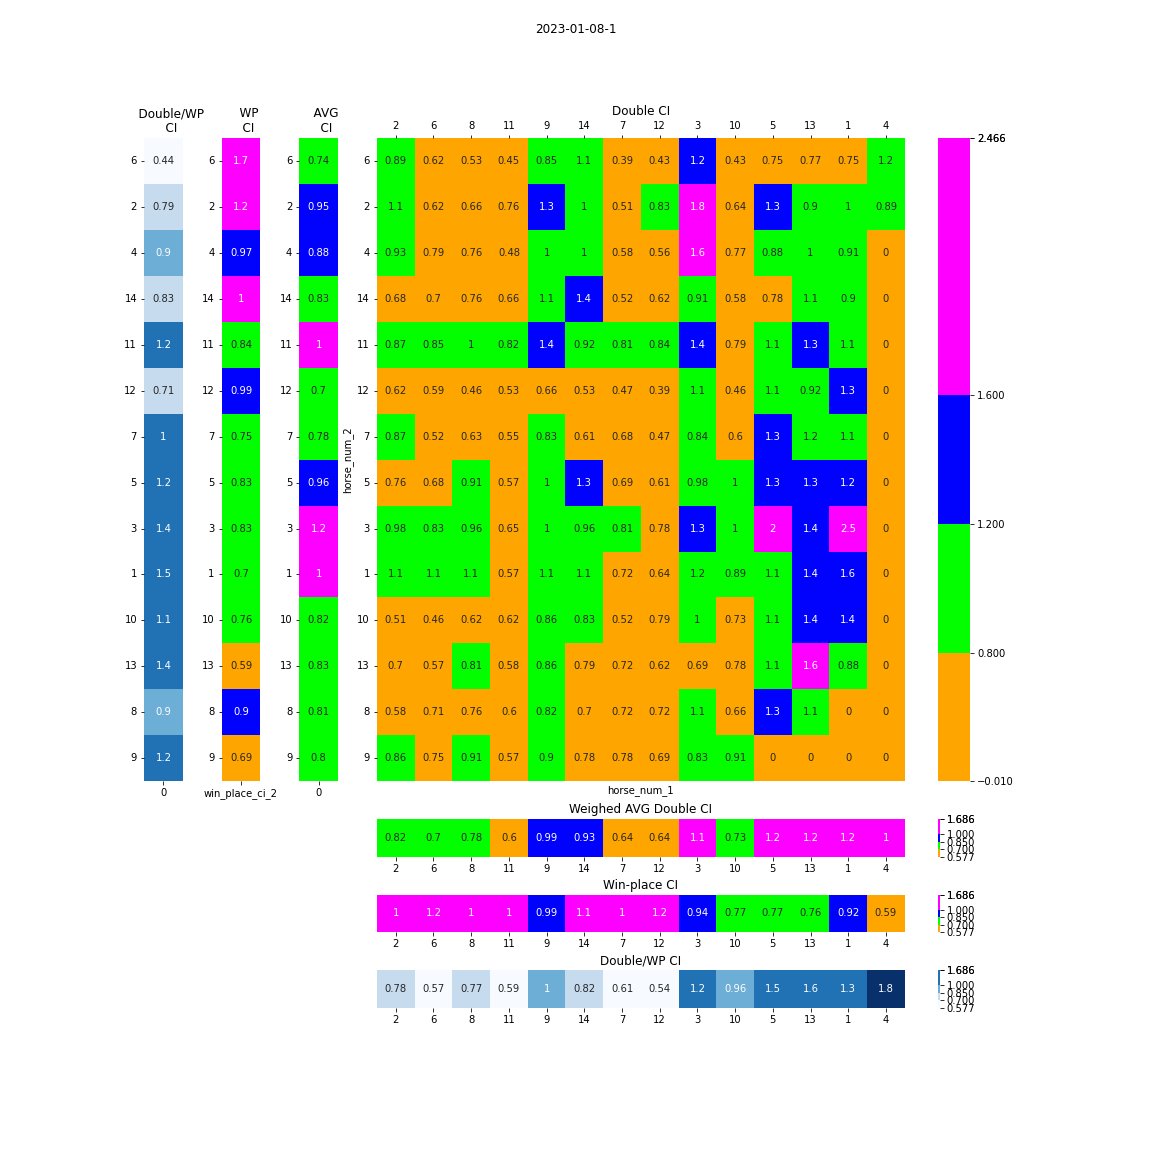 2023-01-08-1
Double/WP CI
WP CI
AVG CI
Double CI
2 6 8 11 9 14 7 12 3 10 5 13 1 4
6 0.44 6 1.7 6 0.74 6 0.89 0.62 0.53 0.45 0.85 1.1 0.39 0.43 1.2 0.43 0.75 0.77 0.75 1.2
2 0.79 2 1.2 2 0.95 2 1.1 0.62 0.66 0.76 1.3 1 0.51 0.83 1.8 0.64 1.3 0.9 1 0.89
4 0.9 4 0.97 4 0.88 4 0.93 0.79 0.76 0.48 1 1 0.58 0.56 1.6 0.77 0.88 1 0.91 0
14 0.83 14 1 14 0.83 14 0.68 0.7 0.76 0.66 1.1 1.4 0.52 0.62 0.91 0.58 0.78 1.1 0.9 0
11 1.2 11 0.84 11 1 11 0.87 0.85 1 0.82 1.4 0.92 0.81 0.84 1.4 0.79 1.1 1.3 1.1 0
12 0.71 12 0.99 12 0.7 12 0.62 0.59 0.46 0.53 0.66 0.53 0.47 0.39 1.1 0.46 1.1 0.92 1.3 0
7 1 7 0.75 7 0.78 7 0.87 0.52 0.63 0.55 0.83 0.61 0.68 0.47 0.84 0.6 1.3 1.2 1.1 0
5 1.2 5 0.83 5 0.96 5 0.76 0.68 0.91 0.57 1 1.3 0.69 0.61 0.98 1 1.3 1.3 1.2 0
3 1.4 3 0.83 3 1.2 3 0.98 0.83 0.96 0.65 1 0.96 0.81 0.78 1.3 1 2 1.4 2.5 0
1 1.5 1 0.7 1 1 1 1.1 1.1 1.1 0.57 1.1 1.1 0.72 0.64 1.2 0.89 1.1 1.4 1.6 0
10 1.1 10 0.76 10 0.82 10 0.51 0.46 0.62 0.62 0.86 0.83 0.52 0.79 1 0.73 1.1 1.4 1.4 0
13 1.4 13 0.59 13 0.83 13 0.7 0.57 0.81 0.58 0.86 0.79 0.72 0.62 0.69 0.78 1.1 1.6 0.88 0
8 0.9 8 0.9 8 0.81 8 0.58 0.71 0.76 0.6 0.82 0.7 0.72 0.72 1.1 0.66 1.3 1.1 0 0
9 1.2 9 0.69 9 0.8 9 0.86 0.75 0.91 0.57 0.9 0.78 0.78 0.69 0.83 0.91 0 0 0 0
horse_num_2
2.466
1.600
1.200
0.800
−0.010
0 win_place_ci_2 0 horse_num_1
Weighed AVG Double CI
0.82 0.7 0.78 0.6 0.99 0.93 0.64 0.64 1.1 0.73 1.2 1.2 1.2 1
2 6 8 11 9 14 7 12 3 10 5 13 1 4
1.686
1.000
0.850
0.700
0.577
Win-place CI
1 1.2 1 1 0.99 1.1 1 1.2 0.94 0.77 0.77 0.76 0.92 0.59
2 6 8 11 9 14 7 12 3 10 5 13 1 4
1.686
1.000
0.850
0.700
0.577
Double/WP CI
0.78 0.57 0.77 0.59 1 0.82 0.61 0.54 1.2 0.96 1.5 1.6 1.3 1.8
2 6 8 11 9 14 7 12 3 10 5 13 1 4
1.686
1.000
0.850
0.700
0.577